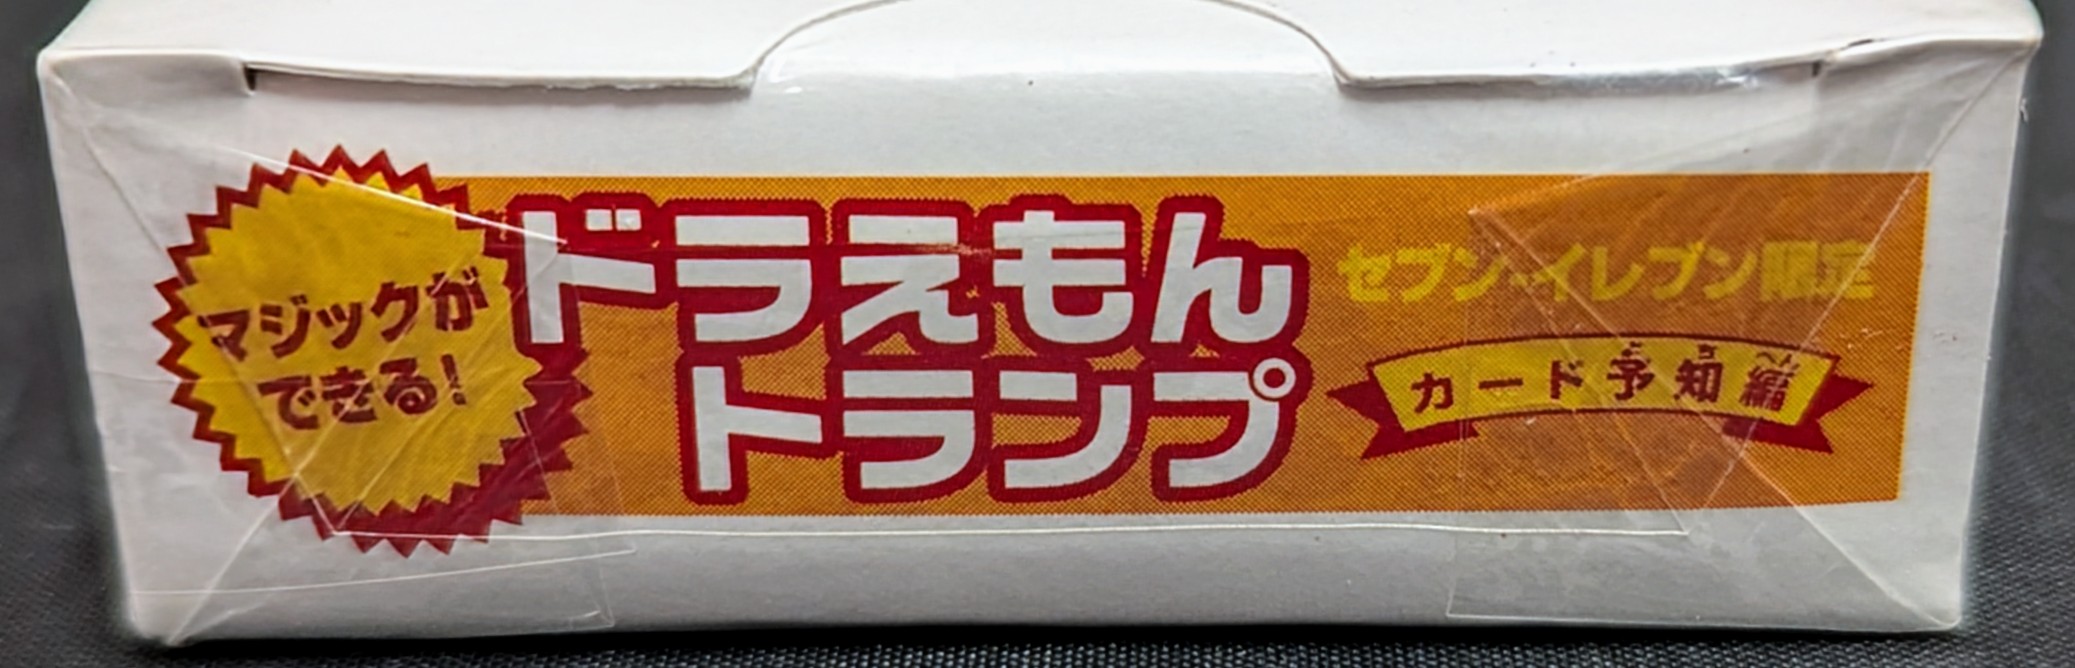 マジックが
できる!
ドラえもん
トランプ
セブン-イレブン限定
カード予知編